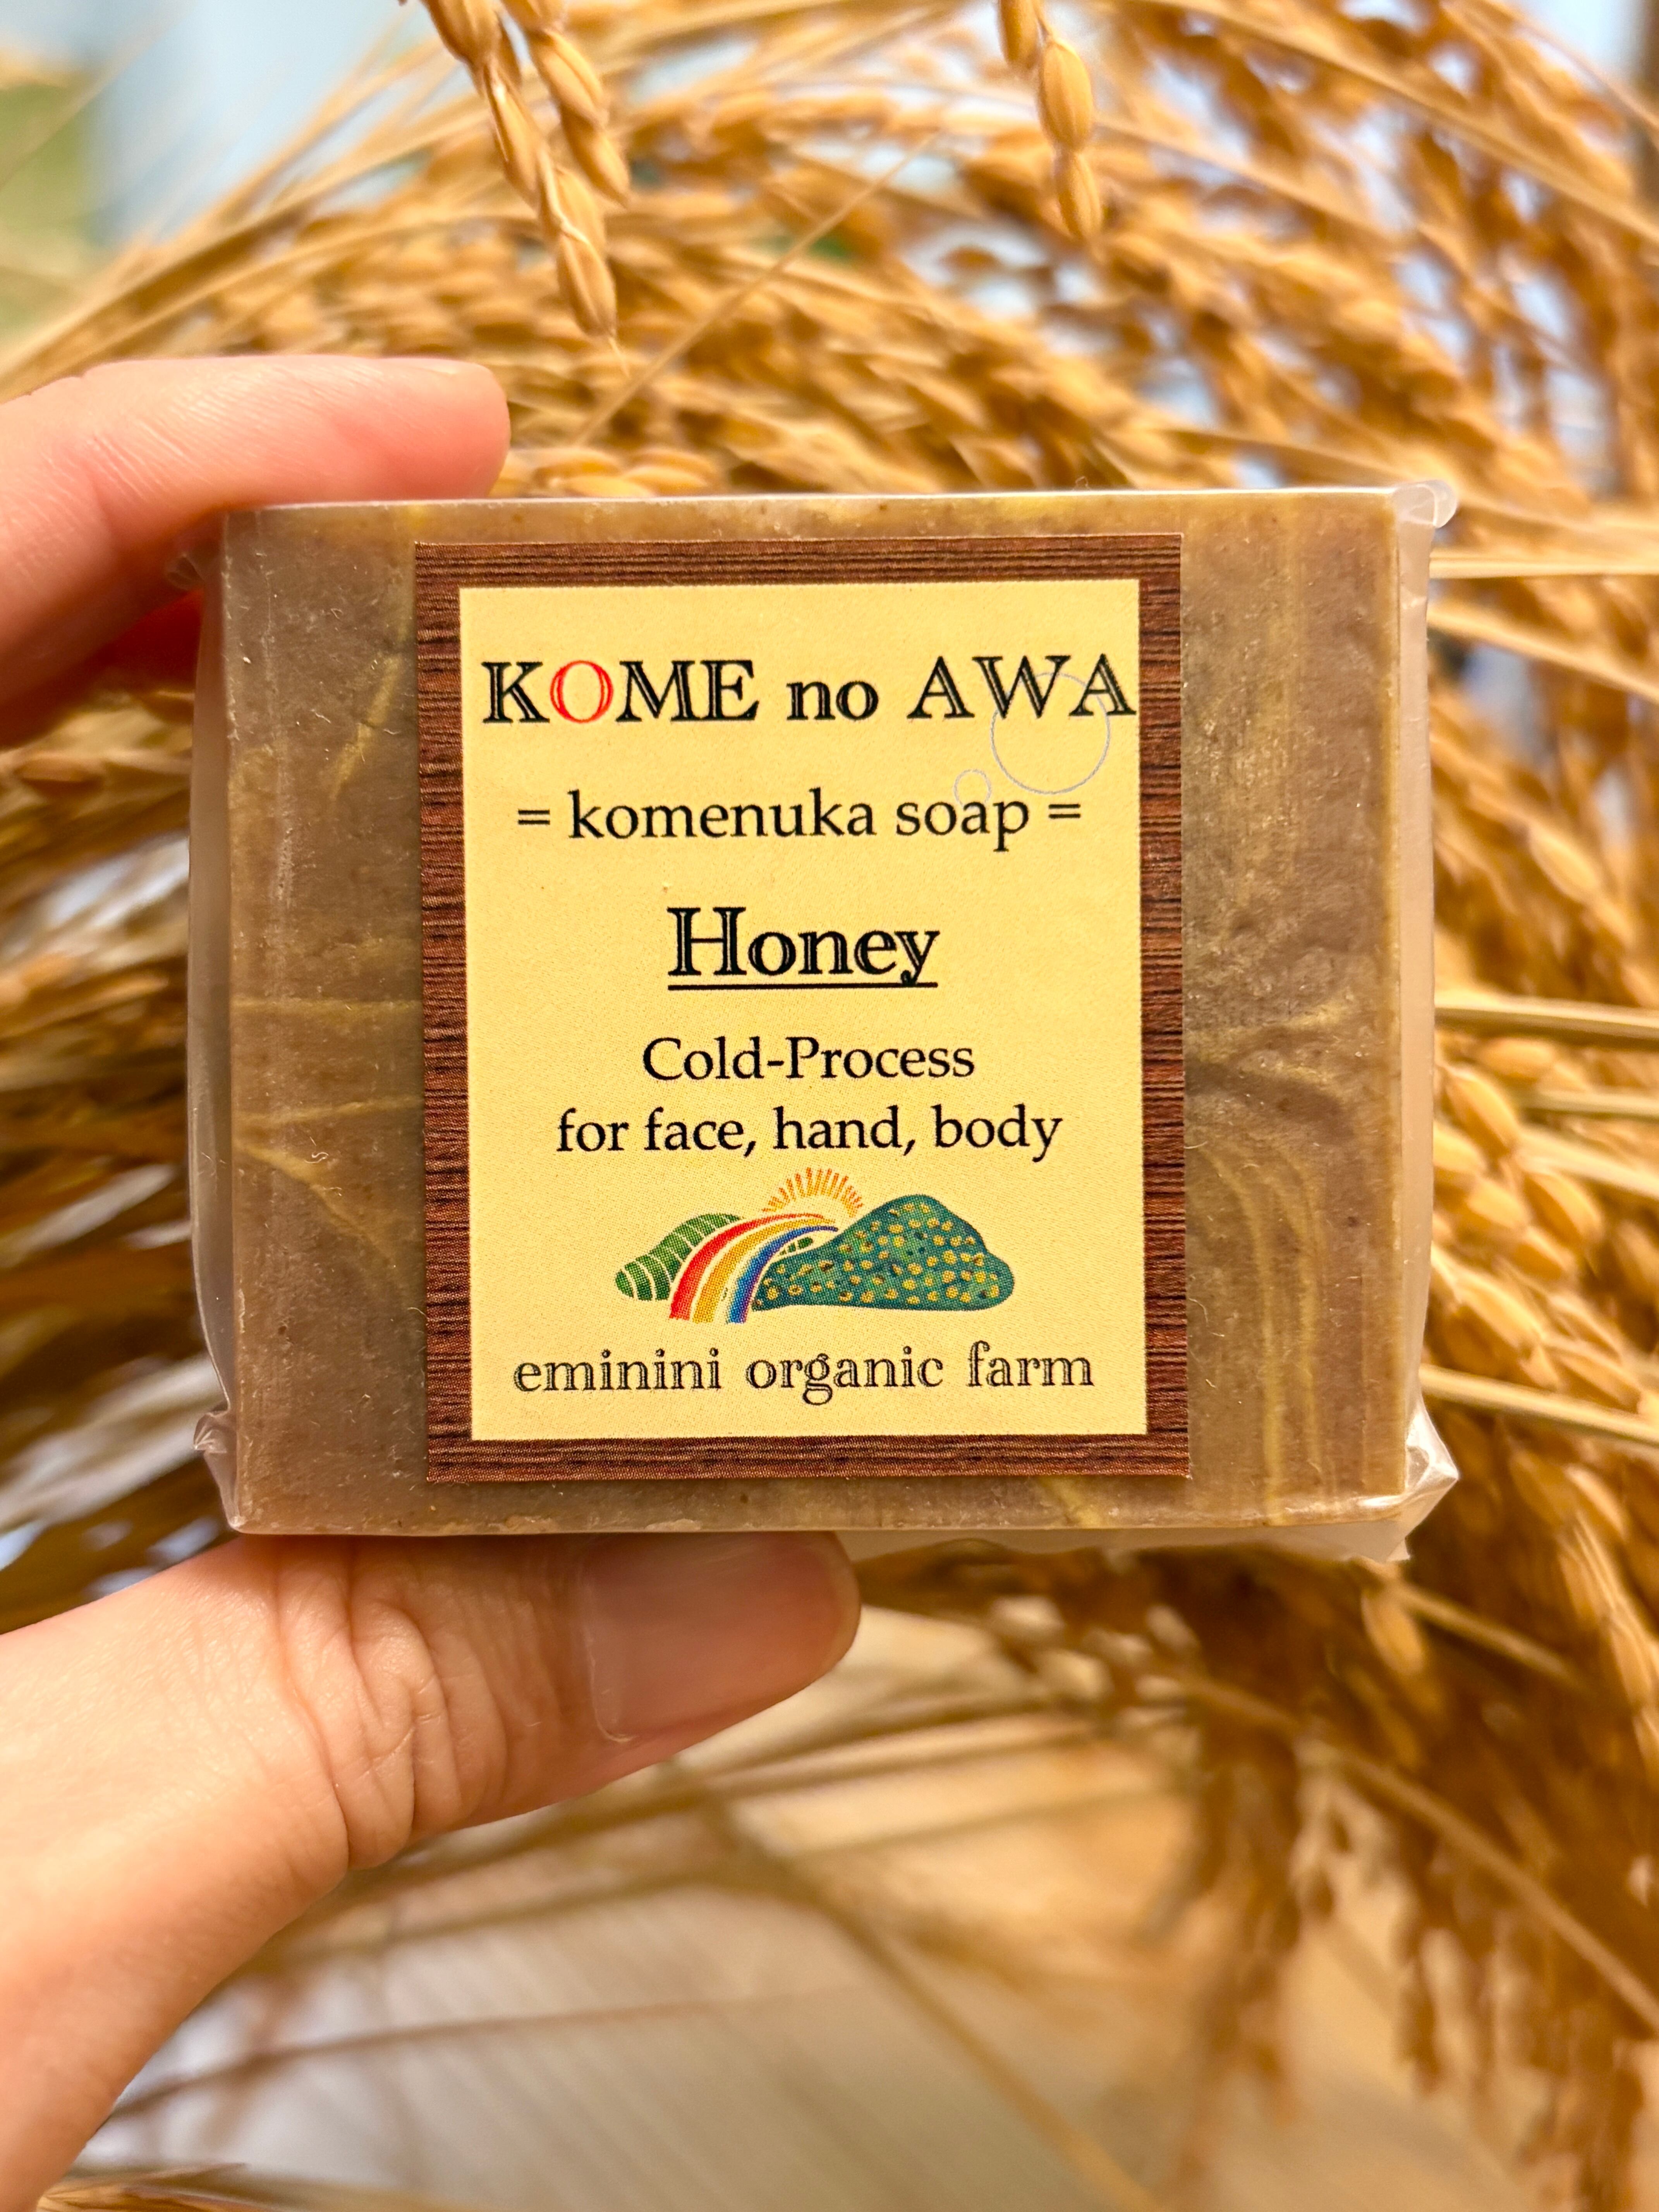 KOME no AWA
= komenuka soap =
Honey
Cold-Process
for face, hand, body
eminini organic farm